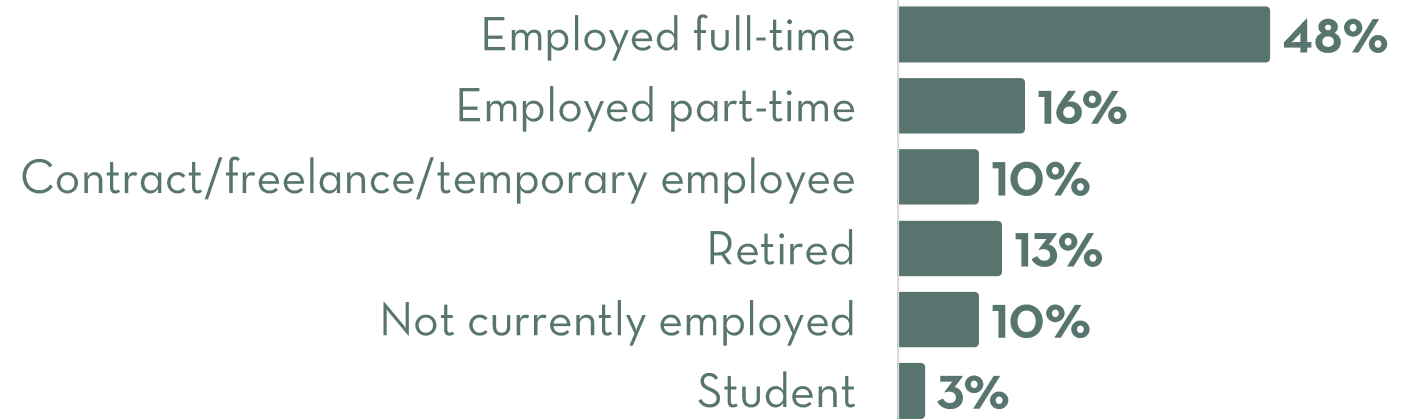 Employed full-time 48%
Employed part-time 16%
Contract/freelance/temporary employee 10%
Retired 13%
Not currently employed 10%
Student 3%